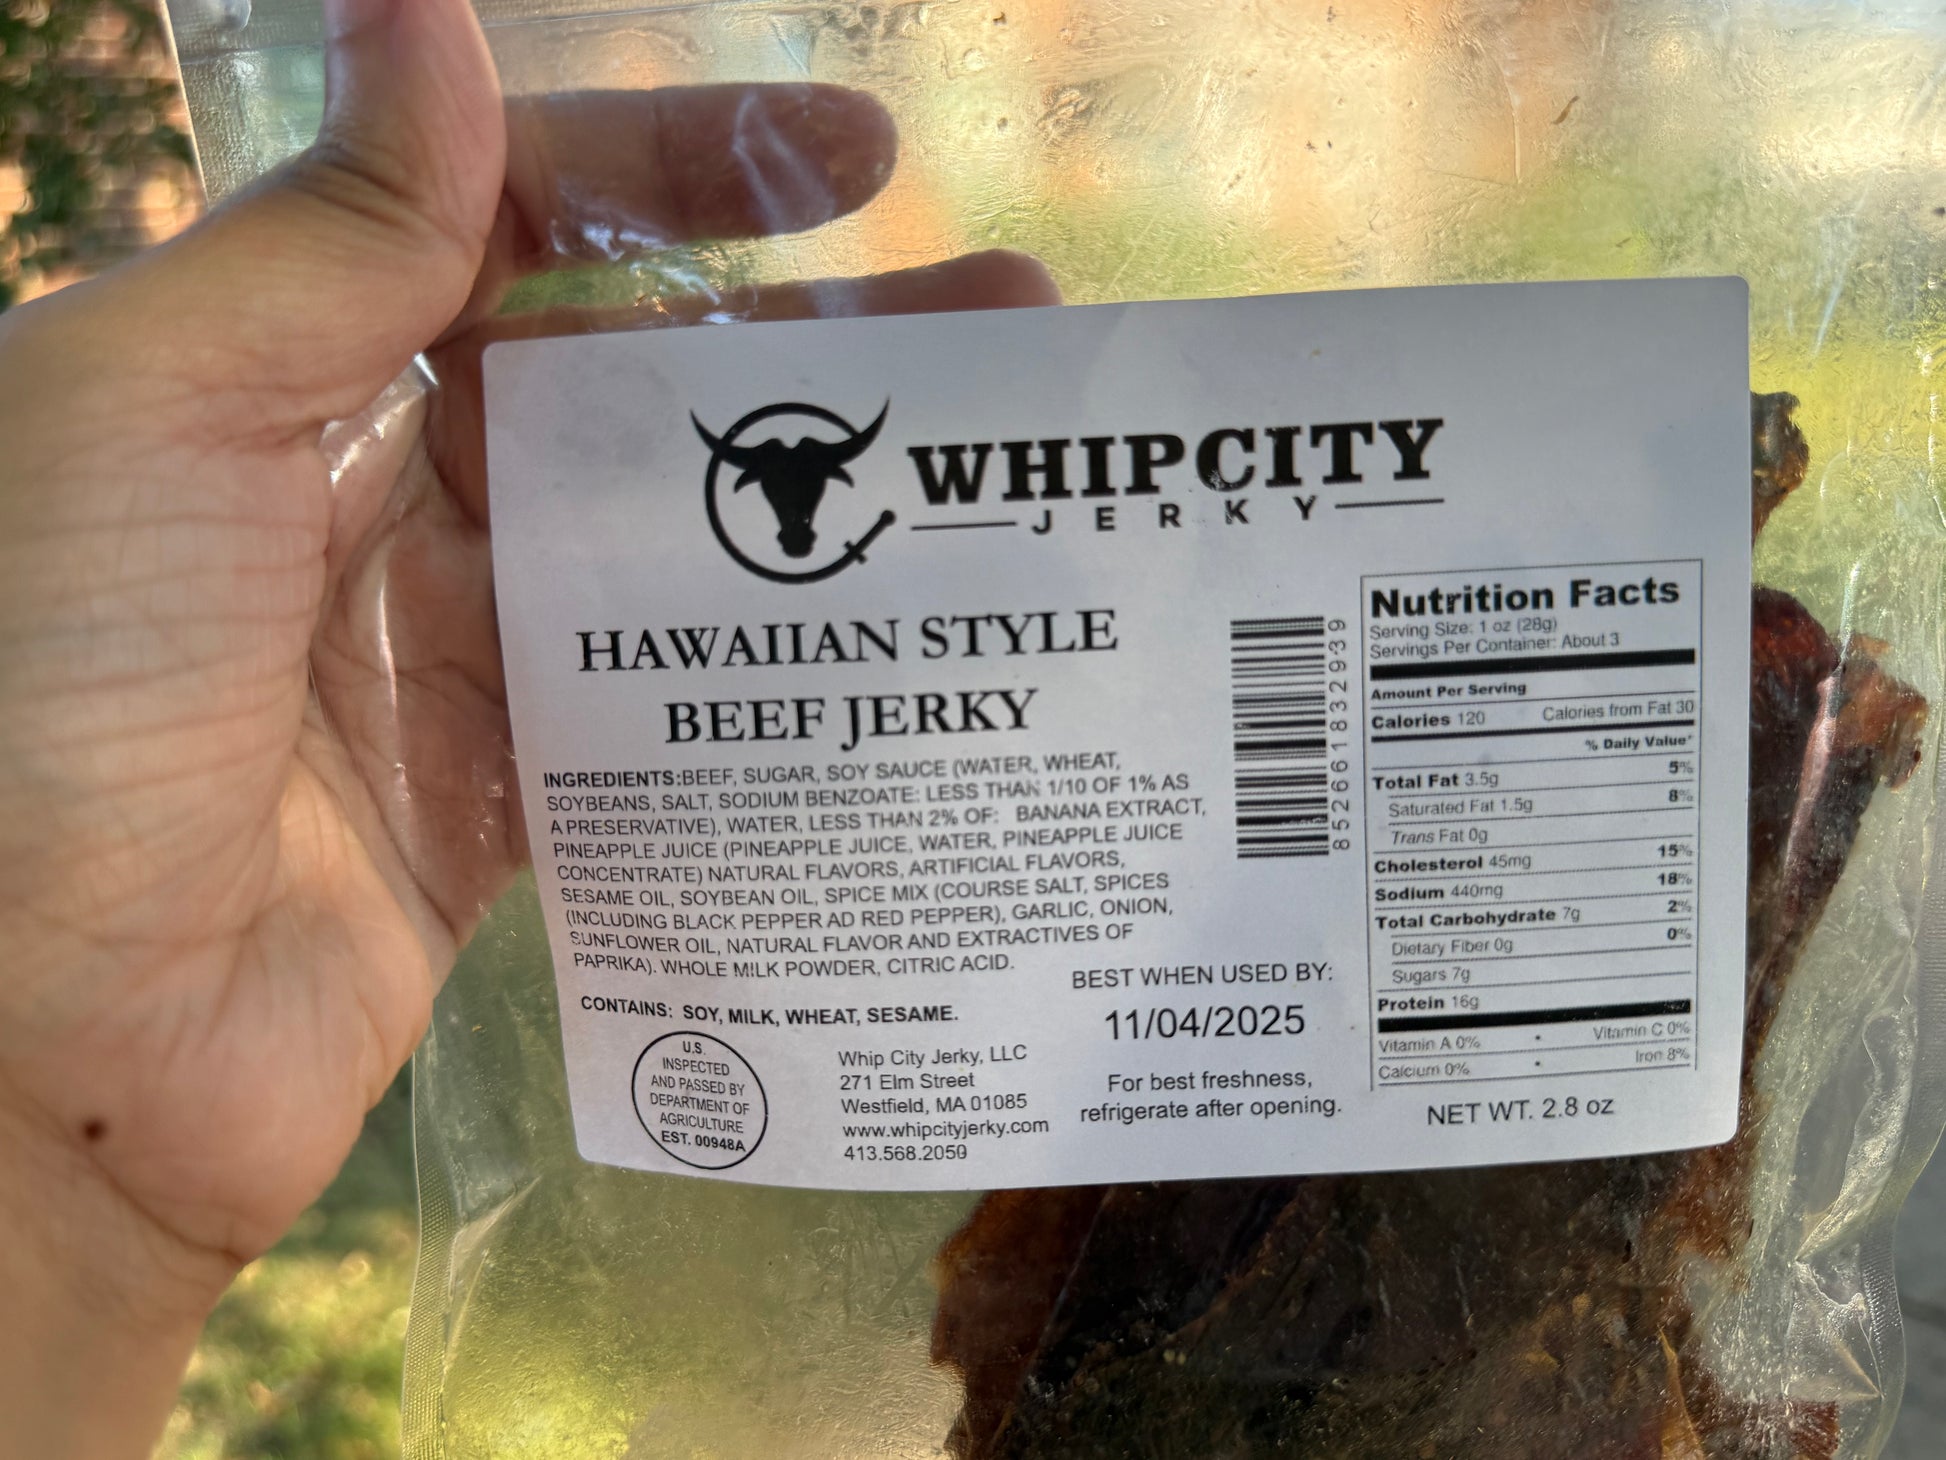 WHIPCITY
JERKY
HAWAIIAN STYLE
BEEF JERKY
INGREDIENTS:BEEF, SUGAR, SOY SAUCE (WATER, WHEAT,
SOYBEANS, SALT, SODIUM BENZOATE: LESS THAN 1/10 OF 1% AS
A PRESERVATIVE), WATER, LESS THAN 2% OF: BANANA EXTRACT,
PINEAPPLE JUICE (PINEAPPLE JUICE, WATER, PINEAPPLE JUICE
CONCENTRATE) NATURAL FLAVORS, ARTIFICIAL FLAVORS,
SESAME OIL, SOYBEAN OIL, SPICE MIX (COURSE SALT, SPICES
(INCLUDING BLACK PEPPER AD RED PEPPER), GARLIC, ONION,
SUNFLOWER OIL, NATURAL FLAVOR AND EXTRACTIVES OF
PAPRIKA). WHOLE MILK POWDER, CITRIC ACID.
CONTAINS: SOY, MILK, WHEAT, SESAME.
U.S.
INSPECTED
AND PASSED BY
DEPARTMENT OF
AGRICULTURE
EST. 00948A
Whip City Jerky, LLC
271 Elm Street
Westfield, MA 01085
www.whipcityjerky.com
413.568.2050
BEST WHEN USED BY:
11/04/2025
For best freshness,
refrigerate after opening.
852661832939
Nutrition Facts
Serving Size: 1 oz (28g)
Servings Per Container: About 3
Amount Per Serving
Calories 120 Calories from Fat 30
% Daily Value*
Total Fat 3.5g 5%
Saturated Fat 1.5g 8%
Trans Fat 0g
Cholesterol 45mg 15%
Sodium 440mg 18%
Total Carbohydrate 7g 2%
Dietary Fiber 0g 0%
Sugars 7g
Protein 16g
Vitamin A 0% • Vitamin C 0%
Calcium 0% • Iron 8%
NET WT. 2.8 oz